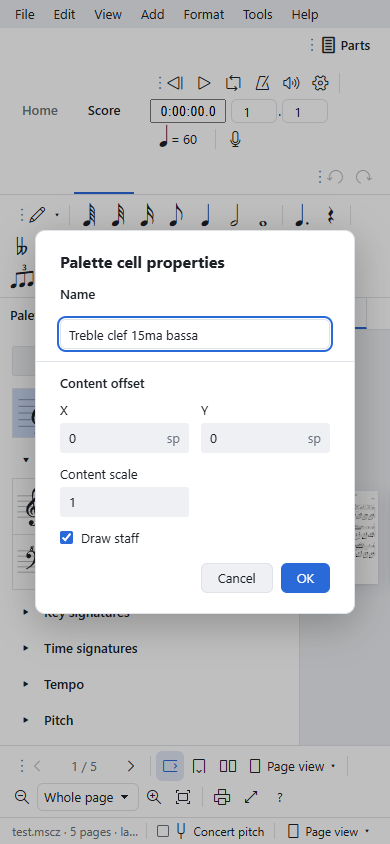 File Edit View Add Format Tools Help
Parts
Home Score 0:00:00.0 1 . 1
= 60
3
Palette cell properties
Name
Treble clef 15ma bassa
Content offset
X Y
0 sp 0 sp
Content scale
1
Draw staff
Cancel OK
Key signatures
Time signatures
Tempo
Pitch
1 / 5 Page view
Whole page ?
test.mscz · 5 pages · la... Concert pitch Page view